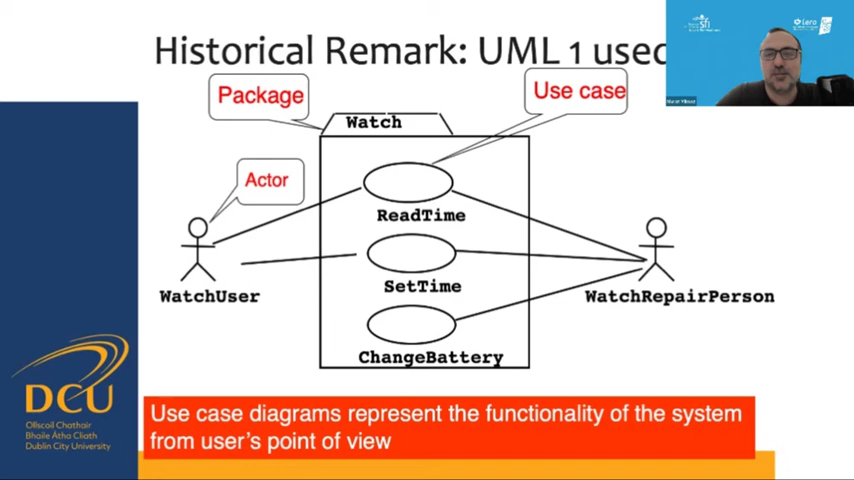 Historical Remark: UML 1 used
Package
Use case
Watch
Actor
ReadTime
WatchUser
SetTime
WatchRepairPerson
ChangeBattery
DCU
Ollscoil Chathair
Bhaile Átha Cliath
Dublin City University
Use case diagrams represent the functionality of the system
from user's point of view
sfi
Lero